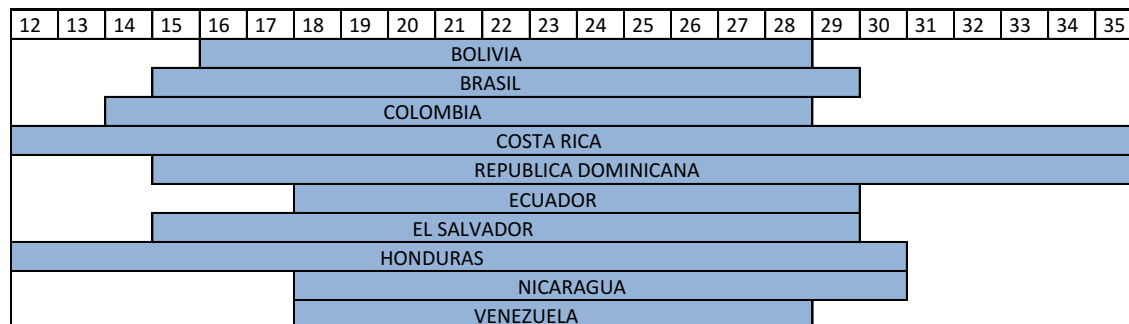 12 13 14 15 16 17 18 19 20 21 22 23 24 25 26 27 28 29 30 31 32 33 34 35
BOLIVIA
BRASIL
COLOMBIA
COSTA RICA
REPUBLICA DOMINICANA
ECUADOR
EL SALVADOR
HONDURAS
NICARAGUA
VENEZUELA